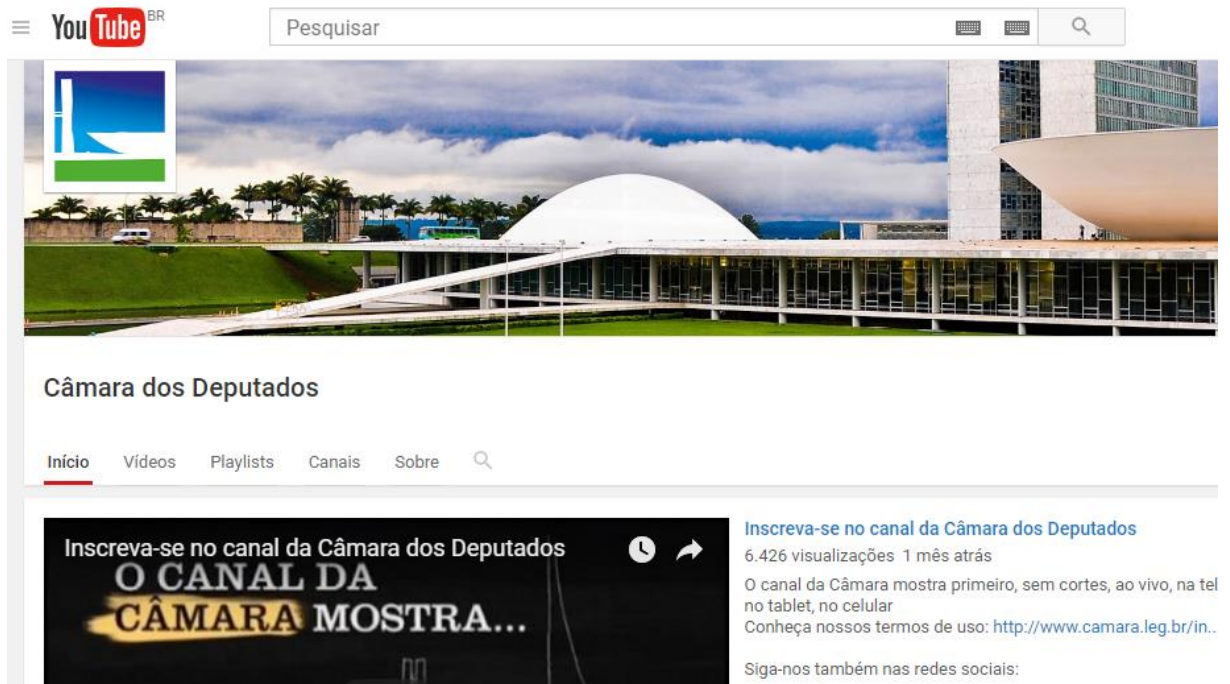 YouTube BR
Pesquisar
Câmara dos Deputados
Início Vídeos Playlists Canais Sobre
Inscreva-se no canal da Câmara dos Deputados
O CANAL DA
CÂMARA MOSTRA...
Inscreva-se no canal da Câmara dos Deputados
6.426 visualizações 1 mês atrás
O canal da Câmara mostra primeiro, sem cortes, ao vivo, na tel
no tablet, no celular
Conheça nossos termos de uso: http://www.camara.leg.br/in...
Siga-nos também nas redes sociais: